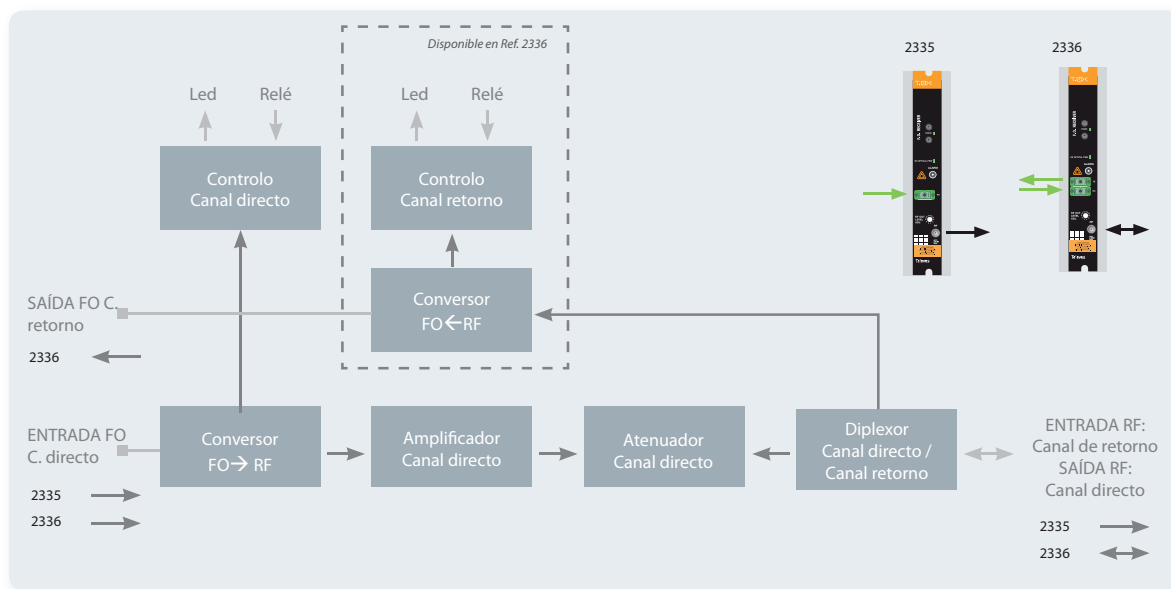 Disponible en Ref. 2336
2335
2336
Led
Relé
Led
Relé
Controlo
Canal directo
Controlo
Canal retorno
SAÍDA FO C.
retorno
2336
Conversor
FO←RF
ENTRADA FO
C. directo
2335
2336
Conversor
FO→ RF
Amplificador
Canal directo
Atenuador
Canal directo
Diplexor
Canal directo /
Canal retorno
ENTRADA RF:
Canal de retorno
SAÍDA RF:
Canal directo
2335
2336
Televes
Televes